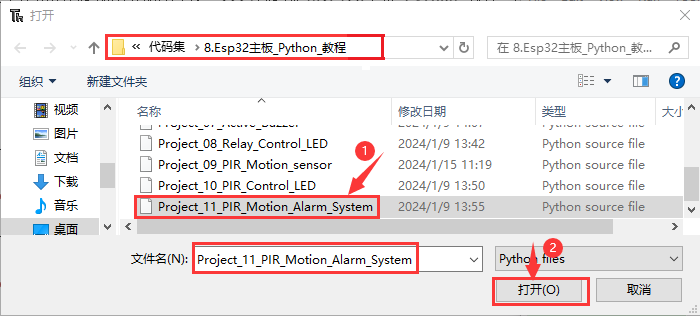 打开
« 代码集 › 8.Esp32主板_Python_教程
在 8.Esp32主板_Python_教...
组织 新建文件夹
名称 修改日期 类型 大小
视频
图片
文档
下载
音乐
桌面
Project_07_Active_Buzzer
Project_08_Relay_Control_LED 2024/1/9 13:42 Python source file
Project_09_PIR_Motion_sensor 2024/1/15 11:19 Python source file
Project_10_PIR_Control_LED 2024/1/9 13:50 Python source file
Project_11_PIR_Motion_Alarm_System 2024/1/9 13:55 Python source file
1
文件名(N): Project_11_PIR_Motion_Alarm_System Python files
2
打开(O) 取消